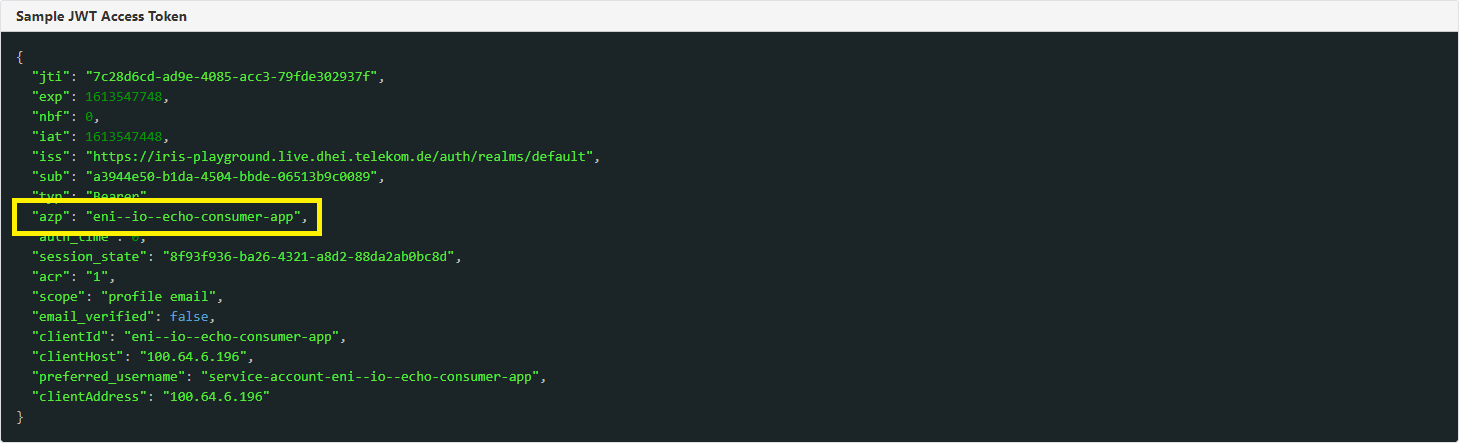 Sample JWT Access Token
{
"jti": "7c28d6cd-ad9e-4085-acc3-79fde302937f",
"exp": 1613547748,
"nbf": 0,
"iat": 1613547448,
"iss": "https://iris-playground.live.dhei.telekom.de/auth/realms/default",
"sub": "a3944e50-b1da-4504-bbde-06513b9c0089",
"typ": "Bearer"
"azp": "eni--io--echo-consumer-app",
"auth_time": 0,
"session_state": "8f93f936-ba26-4321-a8d2-88da2ab0bc8d",
"acr": "1",
"scope": "profile email",
"email_verified": false,
"clientId": "eni--io--echo-consumer-app",
"clientHost": "100.64.6.196",
"preferred_username": "service-account-eni--io--echo-consumer-app",
"clientAddress": "100.64.6.196"
}